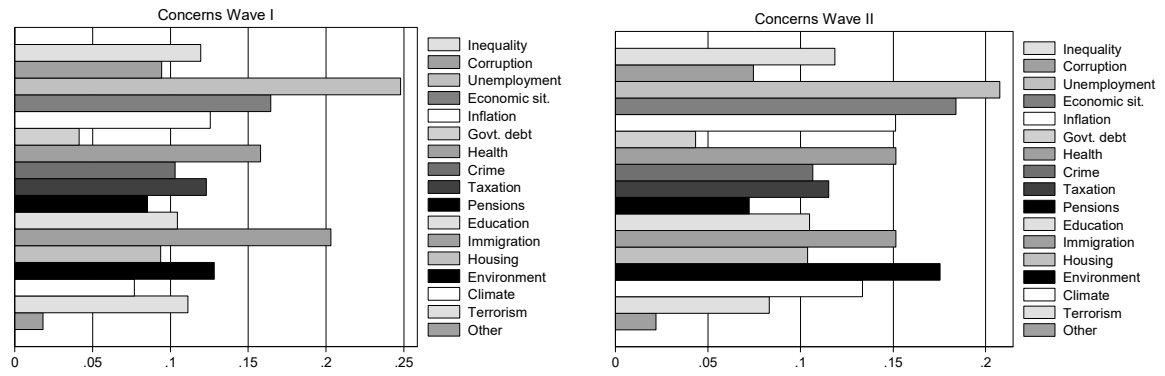 Concerns Wave I
Inequality
Corruption
Unemployment
Economic sit.
Inflation
Govt. debt
Health
Crime
Taxation
Pensions
Education
Immigration
Housing
Environment
Climate
Terrorism
Other
0 .05 .1 .15 .2 .25
Concerns Wave II
Inequality
Corruption
Unemployment
Economic sit.
Inflation
Govt. debt
Health
Crime
Taxation
Pensions
Education
Immigration
Housing
Environment
Climate
Terrorism
Other
0 .05 .1 .15 .2